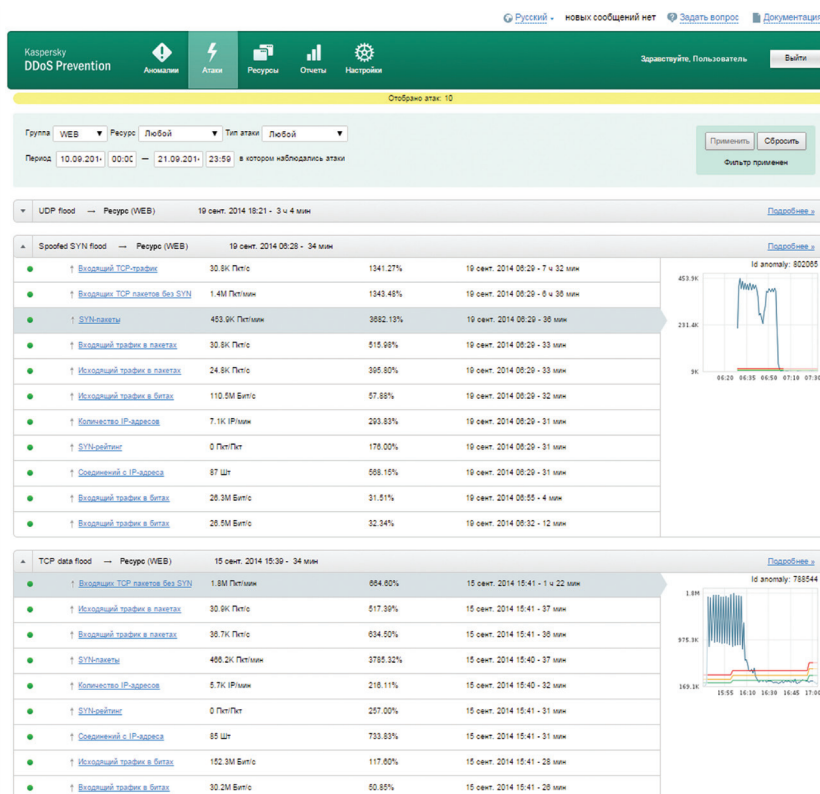 Русский новых сообщений нет Задать вопрос Документация
Kaspersky
DDoS Prevention
Аномалии Атаки Ресурсы Отчеты Настройки
Здравствуйте, Пользователь Выйти
Отобрано атак: 10
Группа WEB Ресурс Любой Тип атаки Любой
Применить Сбросить
Период 10.09.201 00:00 — 21.09.201 23:59 в котором наблюдались атаки
Фильтр применен
UDP flood → Ресурс (WEB) 19 сент. 2014 18:21 - 3 ч 4 мин Подробнее »
Spoofed SYN flood → Ресурс (WEB) 19 сент. 2014 06:28 - 34 мин Подробнее »
Id anomaly: 802065
↑ Входящий TCP-трафик 30.8K Пкт/с 1341.27% 19 сент. 2014 06:29 - 7 ч 32 мин
↑ Входящих TCP пакетов без SYN 1.4M Пкт/мин 1343.48% 19 сент. 2014 06:29 - 6 ч 36 мин
↑ SYN-пакеты 453.9K Пкт/мин 3682.13% 19 сент. 2014 06:29 - 36 мин
↑ Входящий трафик в пакетах 30.8K Пкт/с 515.98% 19 сент. 2014 06:29 - 33 мин
↑ Исходящий трафик в пакетах 24.8K Пкт/с 395.80% 19 сент. 2014 06:29 - 33 мин
↑ Исходящий трафик в битах 110.5M Бит/с 57.88% 19 сент. 2014 06:29 - 32 мин
↑ Количество IP-адресов 7.1K IP/мин 293.83% 19 сент. 2014 06:29 - 31 мин
↑ SYN-рейтинг 0 Пкт/Пкт 176.00% 19 сент. 2014 06:29 - 31 мин
↑ Соединений с IP-адреса 87 Шт 568.15% 19 сент. 2014 06:29 - 31 мин
↑ Входящий трафик в битах 26.3M Бит/с 31.51% 19 сент. 2014 06:55 - 4 мин
↑ Входящий трафик в битах 26.5M Бит/с 32.34% 19 сент. 2014 06:32 - 12 мин
453.9K
231.4K
9K
06:20 06:35 06:50 07:10 07:30
TCP data flood → Ресурс (WEB) 15 сент. 2014 15:39 - 34 мин Подробнее »
Id anomaly: 788544
↑ Входящих TCP пакетов без SYN 1.8M Пкт/мин 664.60% 15 сент. 2014 15:41 - 1 ч 22 мин
↑ Исходящий трафик в пакетах 30.9K Пкт/с 517.39% 15 сент. 2014 15:41 - 37 мин
↑ Входящий трафик в пакетах 36.7K Пкт/с 634.50% 15 сент. 2014 15:41 - 36 мин
↑ SYN-пакеты 466.2K Пкт/мин 3785.32% 15 сент. 2014 15:40 - 37 мин
↑ Количество IP-адресов 5.7K IP/мин 216.11% 15 сент. 2014 15:40 - 32 мин
↑ SYN-рейтинг 0 Пкт/Пкт 257.00% 15 сент. 2014 15:41 - 31 мин
↑ Соединений с IP-адреса 85 Шт 733.83% 15 сент. 2014 15:41 - 31 мин
↑ Исходящий трафик в битах 152.3M Бит/с 117.60% 15 сент. 2014 15:41 - 28 мин
↑ Входящий трафик в битах 30.2M Бит/с 50.85% 15 сент. 2014 15:41 - 26 мин
1.8M
975.3K
169.1K
15:55 16:10 16:30 16:45 17:00